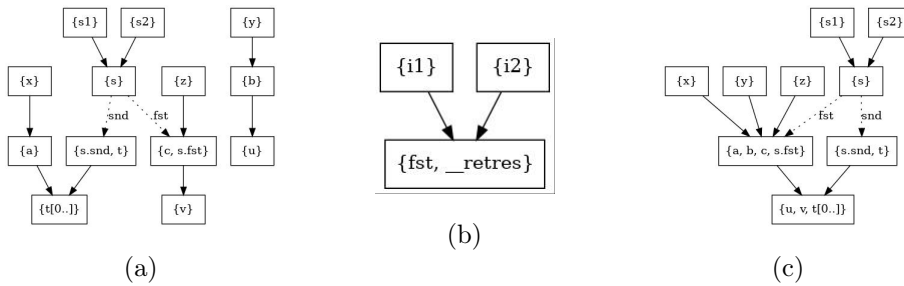 {s1} {s2} {y}
{x} {s} {z} {b}
snd fst
{a} {s.snd, t} {c, s.fst} {u}
{t[0..]} {v}
(a)
{i1} {i2}
{fst, __retres}
(b)
{s1} {s2}
{x} {y} {z} {s}
fst snd
{a, b, c, s.fst} {s.snd, t}
{u, v, t[0..]}
(c)